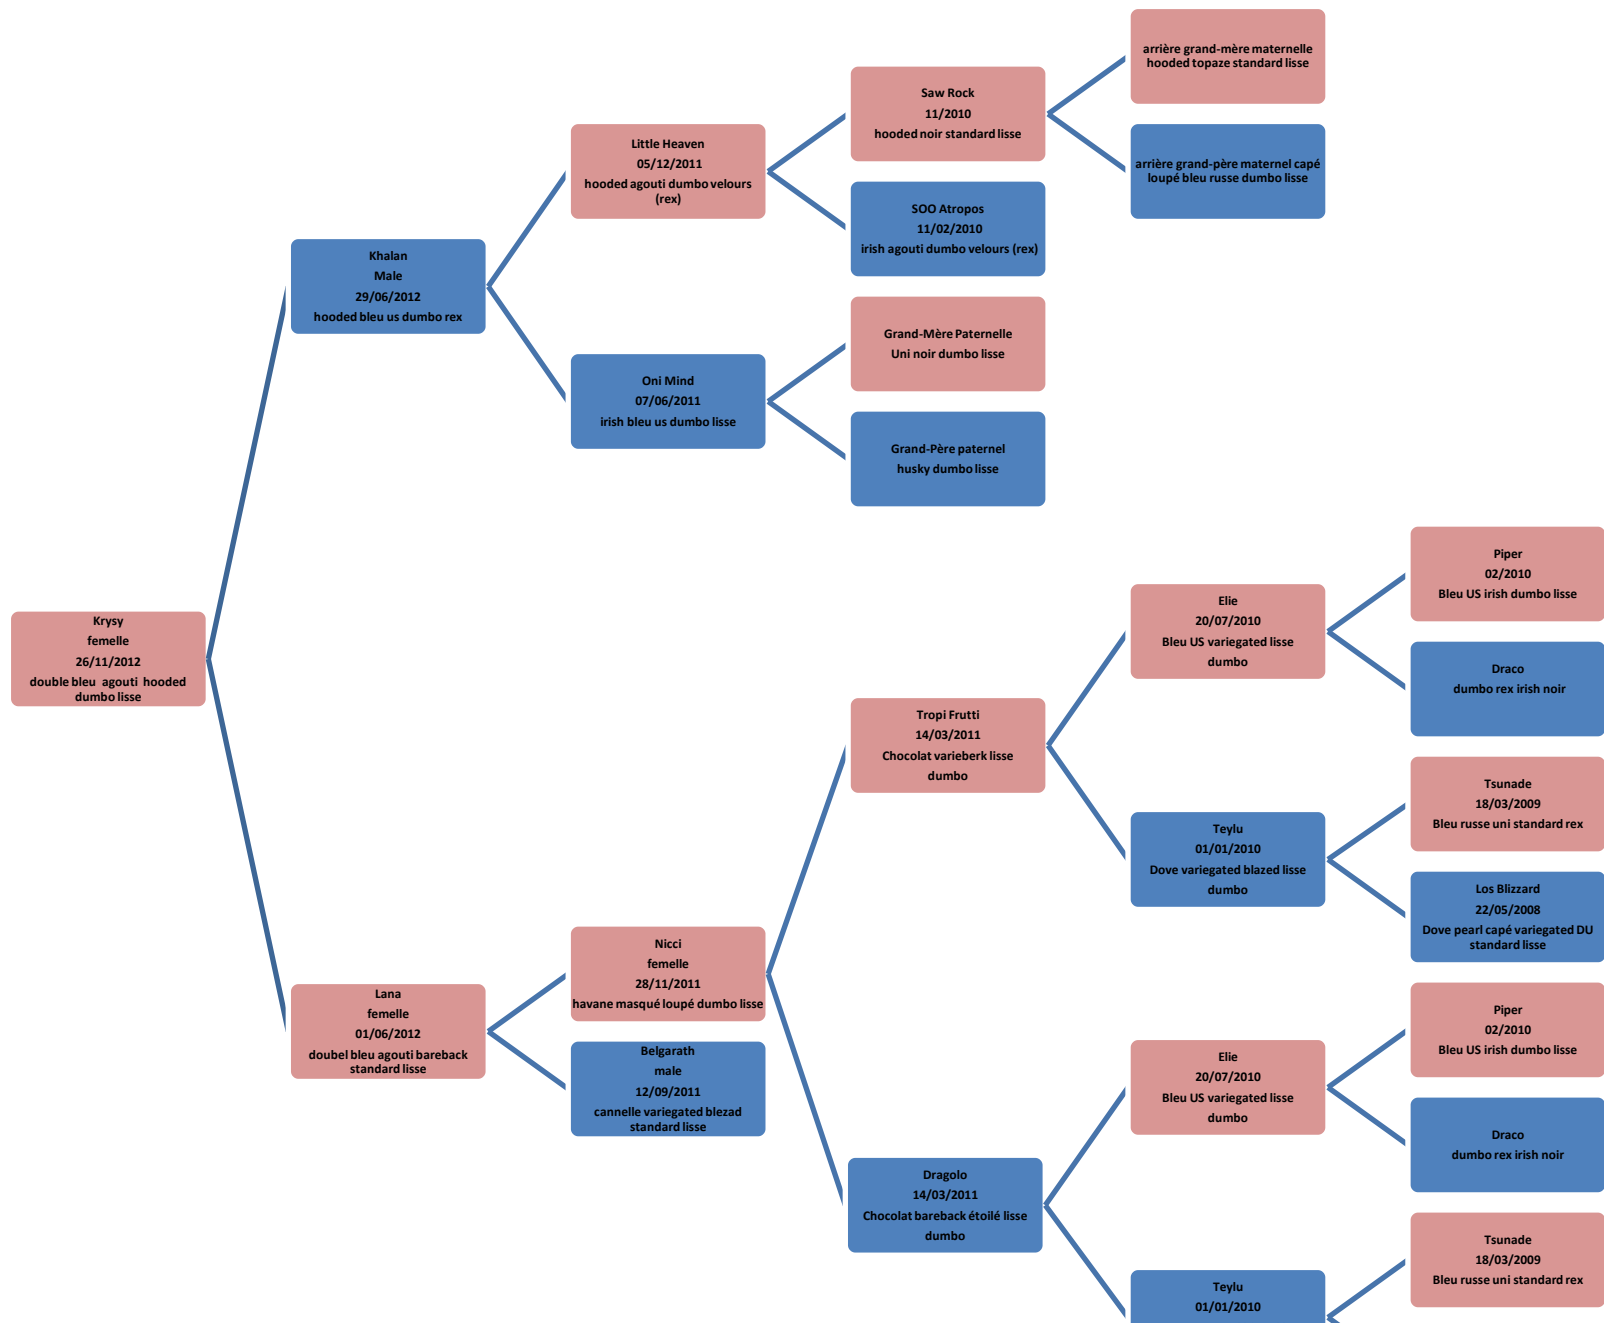 arrière grand-mère maternelle
hooded topaze standard lisse
Saw Rock
11/2010
hooded noir standard lisse
Little Heaven
05/12/2011
hooded agouti dumbo velours
(rex)
arrière grand-père maternel capé
loupé bleu russe dumbo lisse
SOO Atropos
11/02/2010
irish agouti dumbo velours (rex)
Khalan
Male
29/06/2012
hooded bleu us dumbo rex
Grand-Mère Paternelle
Uni noir dumbo lisse
Oni Mind
07/06/2011
irish bleu us dumbo lisse
Grand-Père paternel
husky dumbo lisse
Krysy
femelle
26/11/2012
double bleu agouti hooded
dumbo lisse
Piper
02/2010
Bleu US irish dumbo lisse
Elie
20/07/2010
Bleu US variegated lisse
dumbo
Draco
dumbo rex irish noir
Tropi Frutti
14/03/2011
Chocolat varieberk lisse
dumbo
Tsunade
18/03/2009
Bleu russe uni standard rex
Teylu
01/01/2010
Dove variegated blazed lisse
dumbo
Los Blizzard
22/05/2008
Dove pearl capé variegated DU
standard lisse
Nicci
femelle
28/11/2011
havane masqué loupé dumbo lisse
Lana
femelle
01/06/2012
doubel bleu agouti bareback
standard lisse
Belgarath
male
12/09/2011
cannelle variegated blezad
standard lisse
Piper
02/2010
Bleu US irish dumbo lisse
Elie
20/07/2010
Bleu US variegated lisse
dumbo
Draco
dumbo rex irish noir
Dragolo
14/03/2011
Chocolat bareback étoilé lisse
dumbo
Tsunade
18/03/2009
Bleu russe uni standard rex
Teylu
01/01/2010